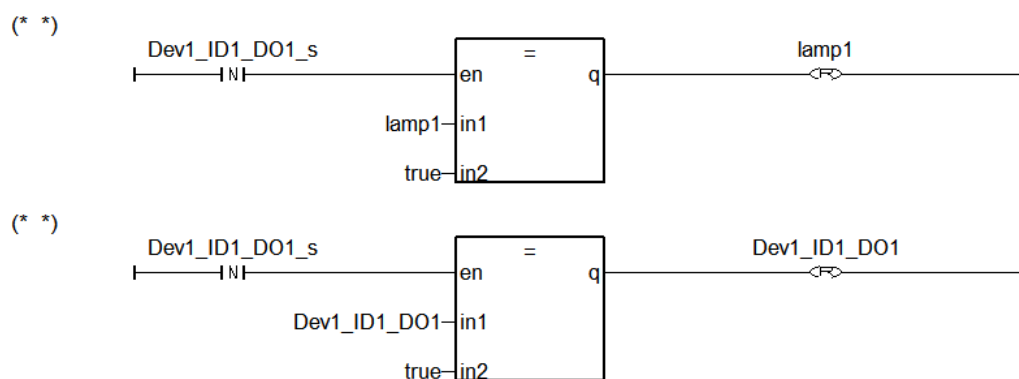 (*  *)
Dev1_ID1_DO1_s
=
lamp1
N
en
q
R
lamp1
in1
true
in2
(*  *)
Dev1_ID1_DO1_s
=
Dev1_ID1_DO1
N
en
q
R
Dev1_ID1_DO1
in1
true
in2